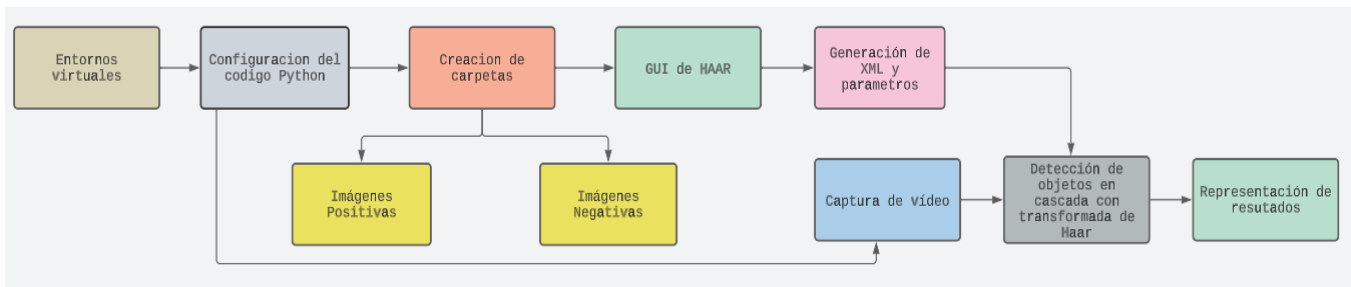 Entornos
virtuales
Configuracion del
codigo Python
Creacion de
carpetas
GUI de HAAR
Generación de
XML y
parametros
Imágenes
Positivas
Imágenes
Negativas
Captura de vídeo
Detección de
objetos en
cascada con
transformada de
Haar
Representación de
resutados